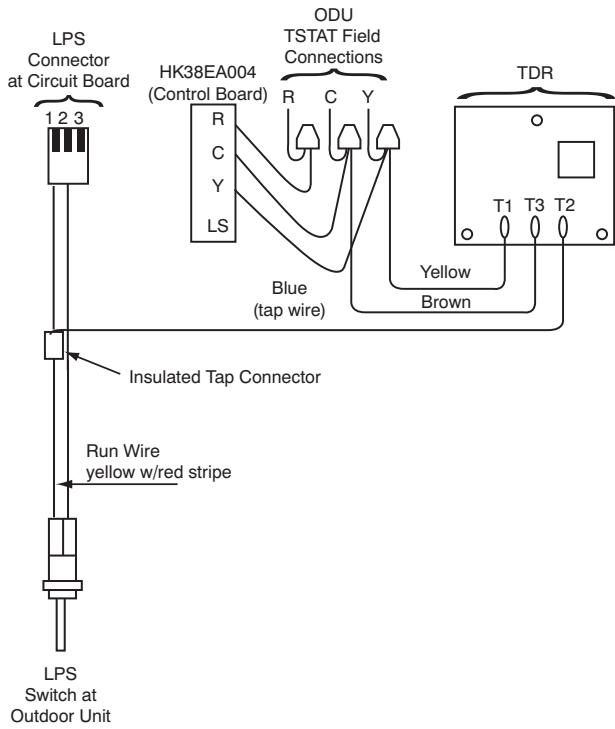 LPS
Connector
at Circuit Board
1 2 3
HK38EA004
(Control Board)
R
C
Y
LS
ODU
TSTAT Field
Connections
R C Y
TDR
T1 T3 T2
Yellow
Brown
Blue
(tap wire)
Insulated Tap Connector
Run Wire
yellow w/red stripe
LPS
Switch at
Outdoor Unit